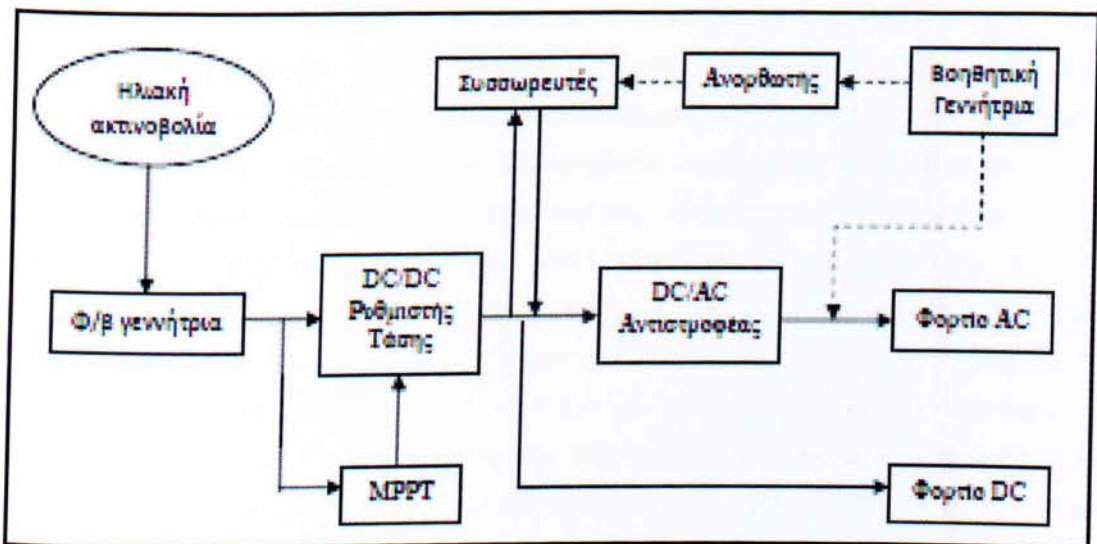 Ηλιακή
ακτινοβολία
Συσσωρευτές
Ανορθωτής
Βοηθητική
Γεννήτρια
Φ/β γεννήτρια
DC/DC
Ρυθμιστής
Τάσης
DC/AC
Αντιστροφέας
Φορτίο AC
MPPT
Φορτίο DC